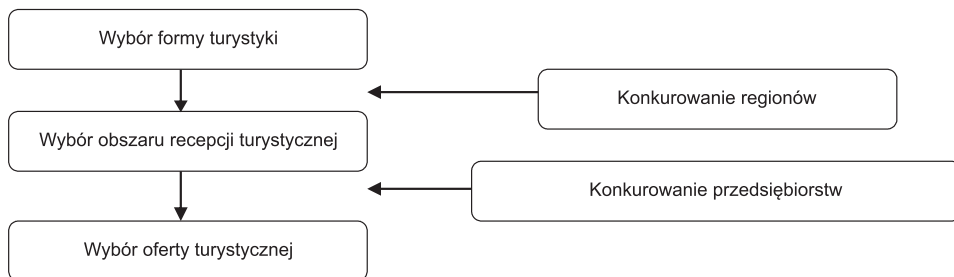 Wybór formy turystyki
Konkurowanie regionów
Wybór obszaru recepcji turystycznej
Konkurowanie przedsiębiorstw
Wybór oferty turystycznej